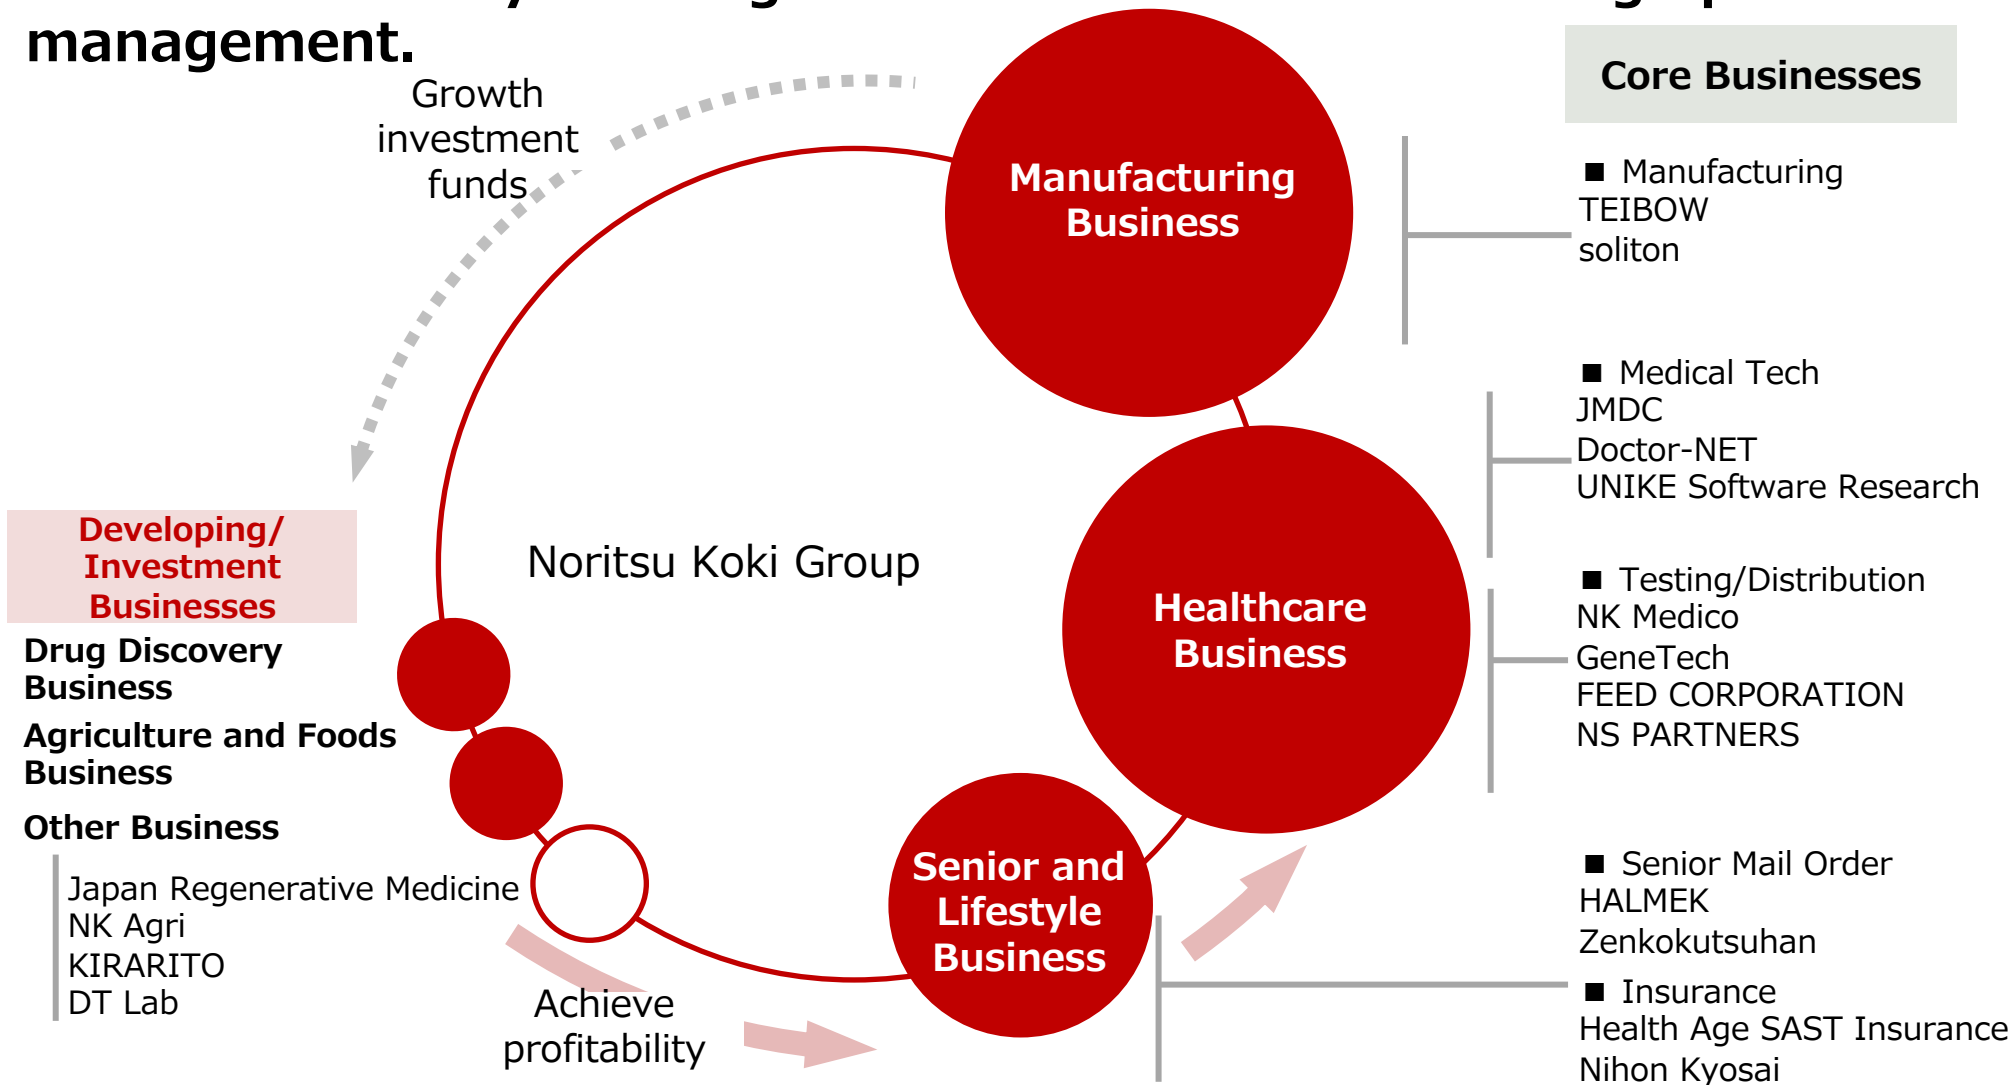 management.
Growth
investment
funds
Core Businesses
Manufacturing
Business
■ Manufacturing
TEIBOW
soliton
■ Medical Tech
JMDC
Doctor-NET
UNIKE Software Research
Developing/
Investment
Businesses
Noritsu Koki Group
Healthcare
Business
■ Testing/Distribution
NK Medico
GeneTech
FEED CORPORATION
NS PARTNERS
Drug Discovery
Business
Agriculture and Foods
Business
Other Business
Japan Regenerative Medicine
NK Agri
KIRARITO
DT Lab
Senior and
Lifestyle
Business
■ Senior Mail Order
HALMEK
Zenkokutsuhan
■ Insurance
Health Age SAST Insurance
Nihon Kyosai
Achieve
profitability